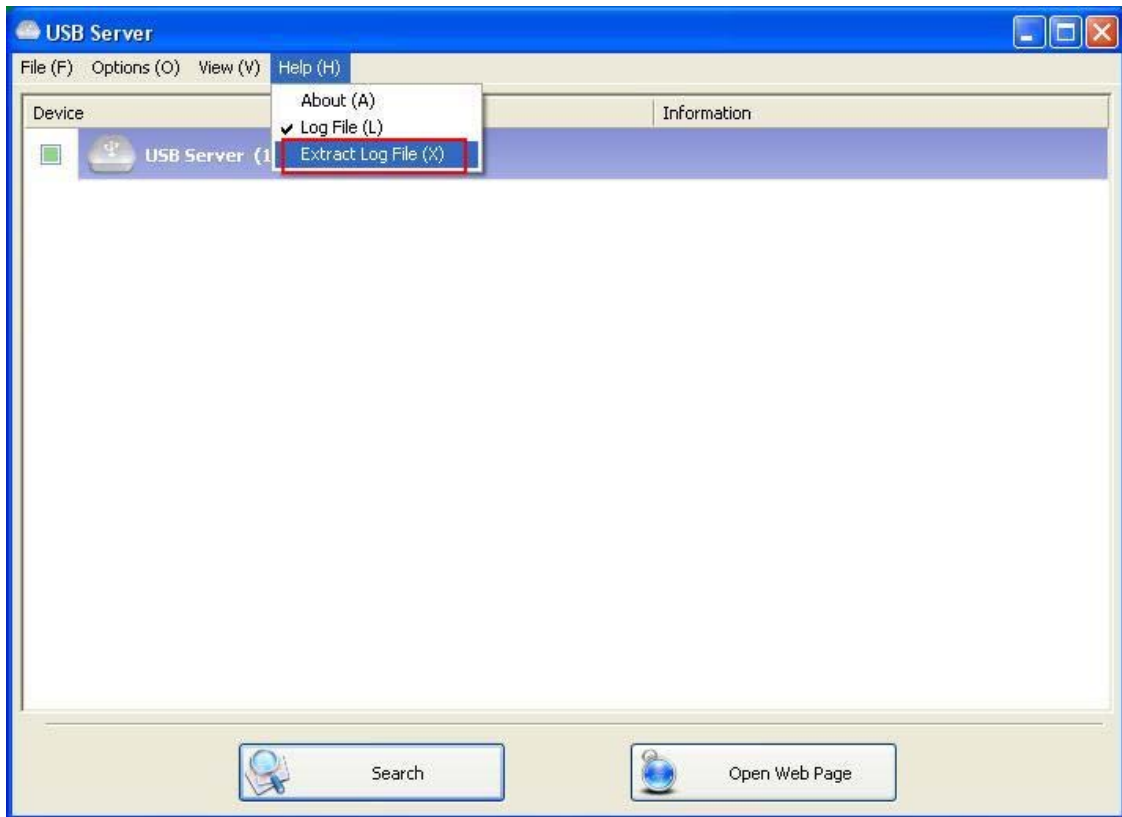 USB Server
File (F) Options (O) View (V) Help (H)
About (A)
Device Information
Log File (L)
USB Server (1
Extract Log File (X)
Search Open Web Page